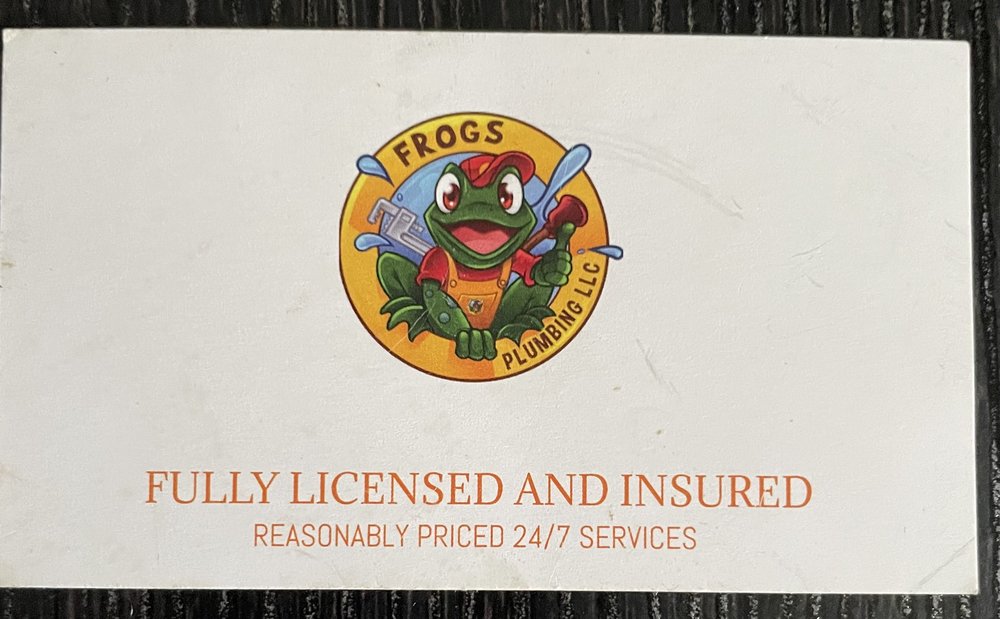 FROGS
PLUMBING LLC
FULLY LICENSED AND INSURED
REASONABLY PRICED 24/7 SERVICES